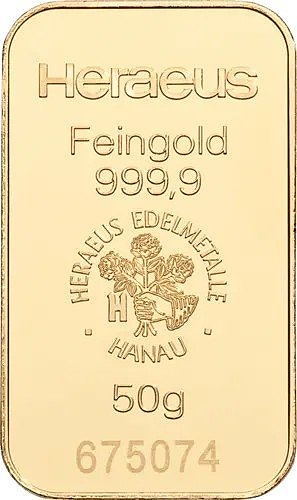 Heraeus
Feingold
999,9
HERAEUS EDELMETALLE
H
· HANAU ·
50g
675074